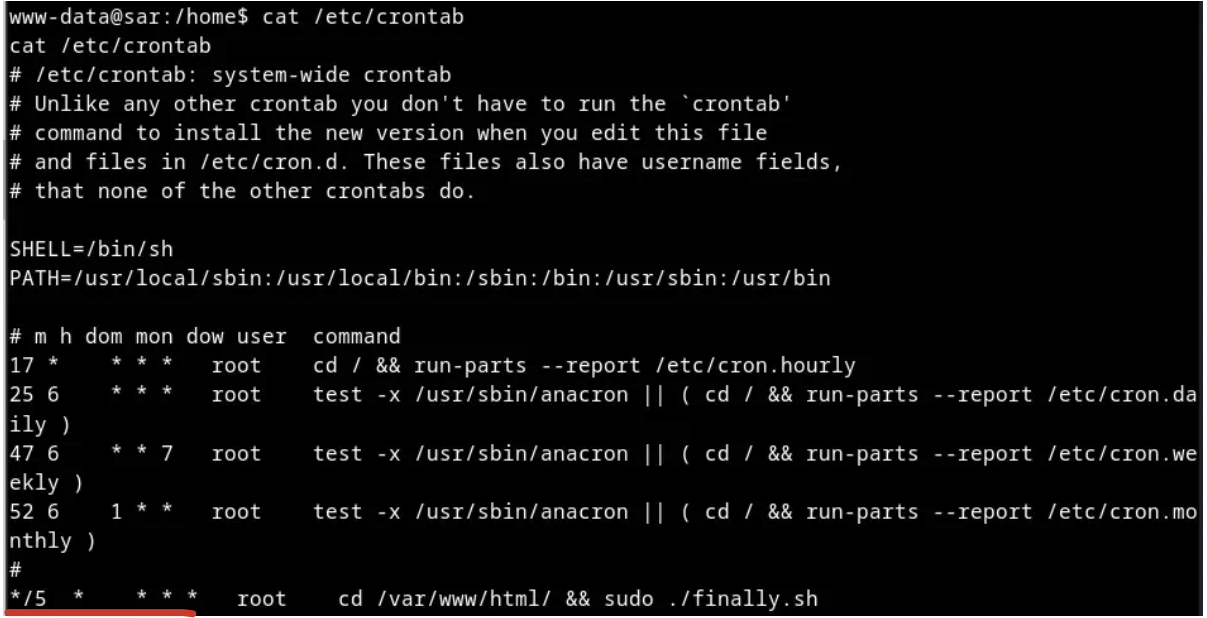 www-data@sar:/home$ cat /etc/crontab
cat /etc/crontab
# /etc/crontab: system-wide crontab
# Unlike any other crontab you don't have to run the `crontab'
# command to install the new version when you edit this file
# and files in /etc/cron.d. These files also have username fields,
# that none of the other crontabs do.

SHELL=/bin/sh
PATH=/usr/local/sbin:/usr/local/bin:/sbin:/bin:/usr/sbin:/usr/bin

# m h dom mon dow user  command
17 *    * * *   root    cd / && run-parts --report /etc/cron.hourly
25 6    * * *   root    test -x /usr/sbin/anacron || ( cd / && run-parts --report /etc/cron.da
ily )
47 6    * * 7   root    test -x /usr/sbin/anacron || ( cd / && run-parts --report /etc/cron.we
ekly )
52 6    1 * *   root    test -x /usr/sbin/anacron || ( cd / && run-parts --report /etc/cron.mo
nthly )
#
*/5  *    * * *   root    cd /var/www/html/ && sudo ./finally.sh